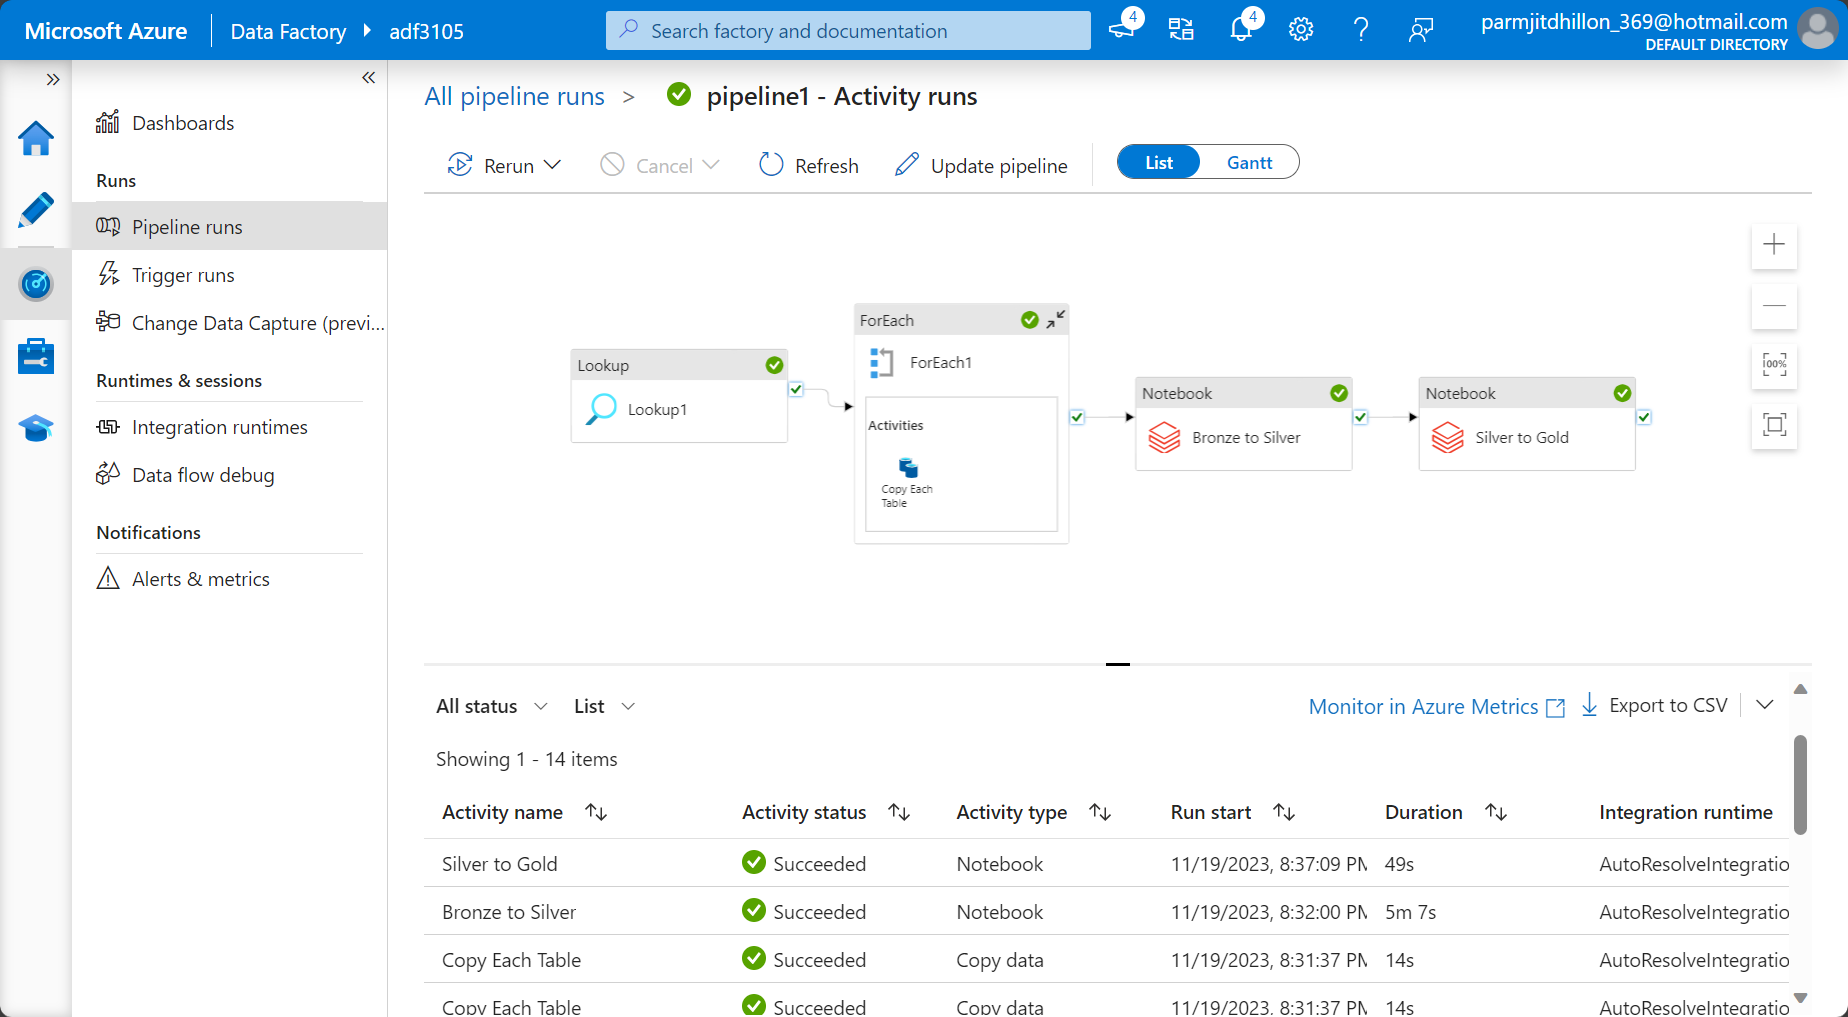 Microsoft Azure
Data Factory
adf3105
Search factory and documentation
4
4
parmjitdhillon_369@hotmail.com
DEFAULT DIRECTORY
Dashboards
Runs
Pipeline runs
Trigger runs
Change Data Capture (previ...
Runtimes & sessions
Integration runtimes
Data flow debug
Notifications
Alerts & metrics
All pipeline runs > pipeline1 - Activity runs
Rerun
Cancel
Refresh
Update pipeline
List
Gantt
100%
Lookup
Lookup1
ForEach
ForEach1
Activities
Copy Each
Table
Notebook
Bronze to Silver
Notebook
Silver to Gold
All status
List
Monitor in Azure Metrics
Export to CSV
Showing 1 - 14 items
Activity name Activity status Activity type Run start Duration Integration runtime
Silver to Gold Succeeded Notebook 11/19/2023, 8:37:09 PM 49s AutoResolveIntegratio
Bronze to Silver Succeeded Notebook 11/19/2023, 8:32:00 PM 5m 7s AutoResolveIntegratio
Copy Each Table Succeeded Copy data 11/19/2023, 8:31:37 PM 14s AutoResolveIntegratio
Copy Each Table Succeeded Copy data 11/19/2023, 8:31:37 PM 14s AutoResolveIntegratio